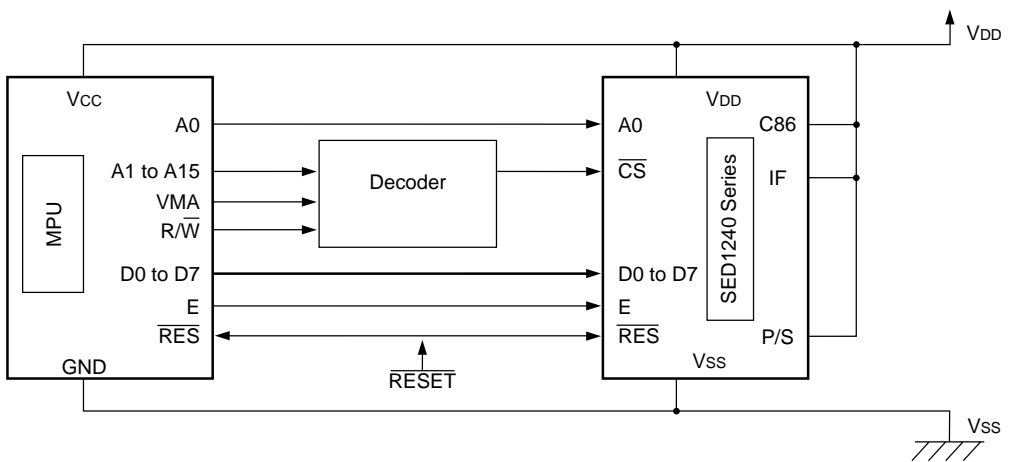 VDD
VCC
VDD
A0
A0
C86
A1 to A15
Decoder
CS
IF
VMA
R/W
MPU
SED1240 Series
D0 to D7
D0 to D7
E
E
RES
RES
P/S
GND
RESET
VSS
VSS